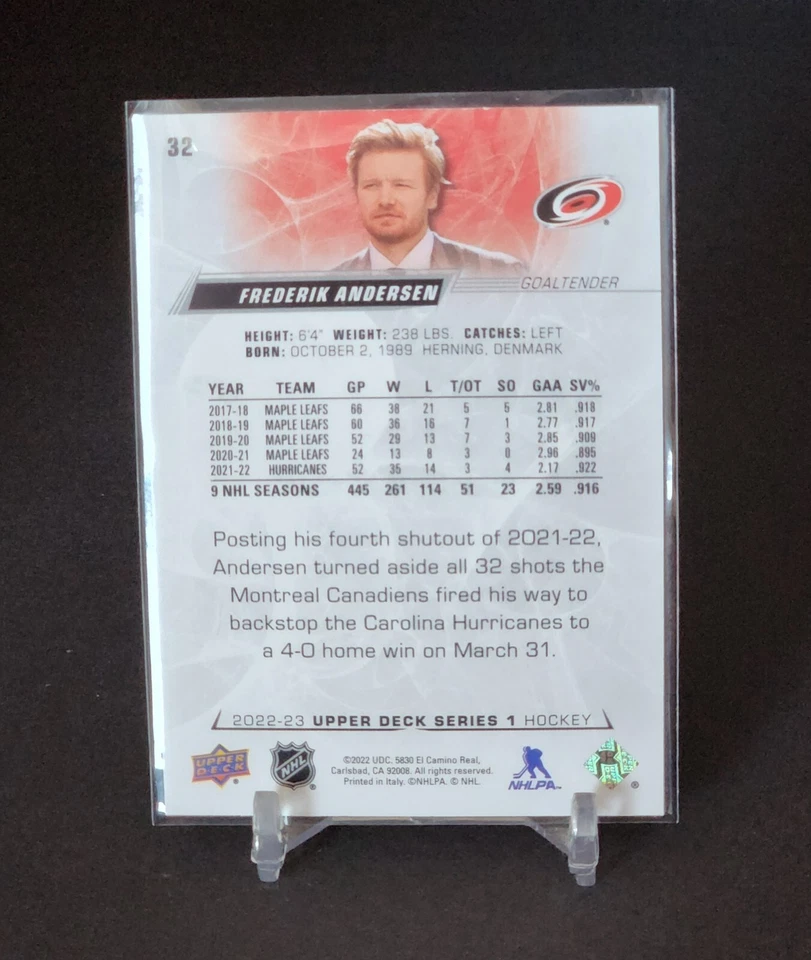 32
FREDERIK ANDERSEN
GOALTENDER
HEIGHT: 6'4" WEIGHT: 238 LBS. CATCHES: LEFT
BORN: OCTOBER 2, 1989 HERNING, DENMARK
YEAR TEAM GP W L T/OT SO GAA SV%
2017-18 MAPLE LEAFS 66 38 21 5 5 2.81 .918
2018-19 MAPLE LEAFS 60 36 16 7 1 2.77 .917
2019-20 MAPLE LEAFS 52 29 13 7 3 2.85 .909
2020-21 MAPLE LEAFS 24 13 8 3 0 2.96 .895
2021-22 HURRICANES 52 35 14 3 4 2.17 .922
9 NHL SEASONS 445 261 114 51 23 2.59 .916
Posting his fourth shutout of 2021-22,
Andersen turned aside all 32 shots the
Montreal Canadiens fired his way to
backstop the Carolina Hurricanes to
a 4-0 home win on March 31.
2022-23 UPPER DECK SERIES 1 HOCKEY
UPPER DECK ® NHL ®
©2022 UDC. 5830 El Camino Real,
Carlsbad, CA 92008. All rights reserved.
Printed in Italy. ©NHLPA. © NHL.
NHLPA™ ®